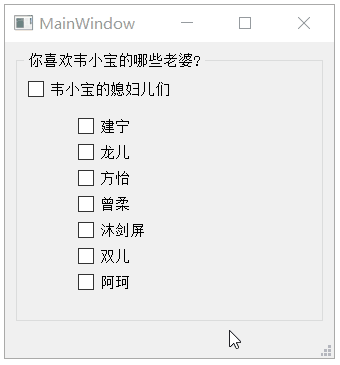 MainWindow
你喜欢韦小宝的哪些老婆?
韦小宝的媳妇儿们
建宁
龙儿
方怡
曾柔
沐剑屏
双儿
阿珂